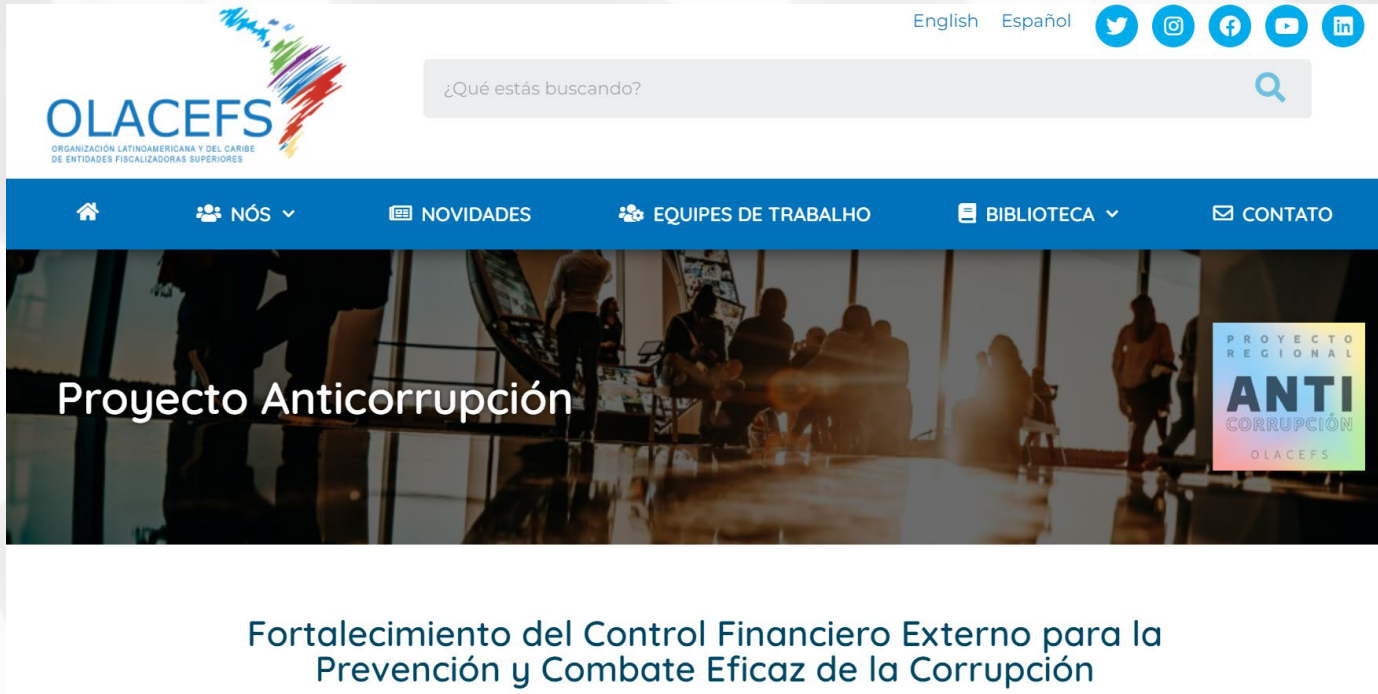 English Español
OLACEFS
ORGANIZACIÓN LATINOAMERICANA Y DEL CARIBE
DE ENTIDADES FISCALIZADORAS SUPERIORES
¿Qué estás buscando?
NÓS NOVIDADES EQUIPES DE TRABALHO BIBLIOTECA CONTATO
Proyecto Anticorrupción
PROYECTO
REGIONAL
ANTI
CORRUPCIÓN
OLACEFS
Fortalecimiento del Control Financiero Externo para la
Prevención y Combate Eficaz de la Corrupción